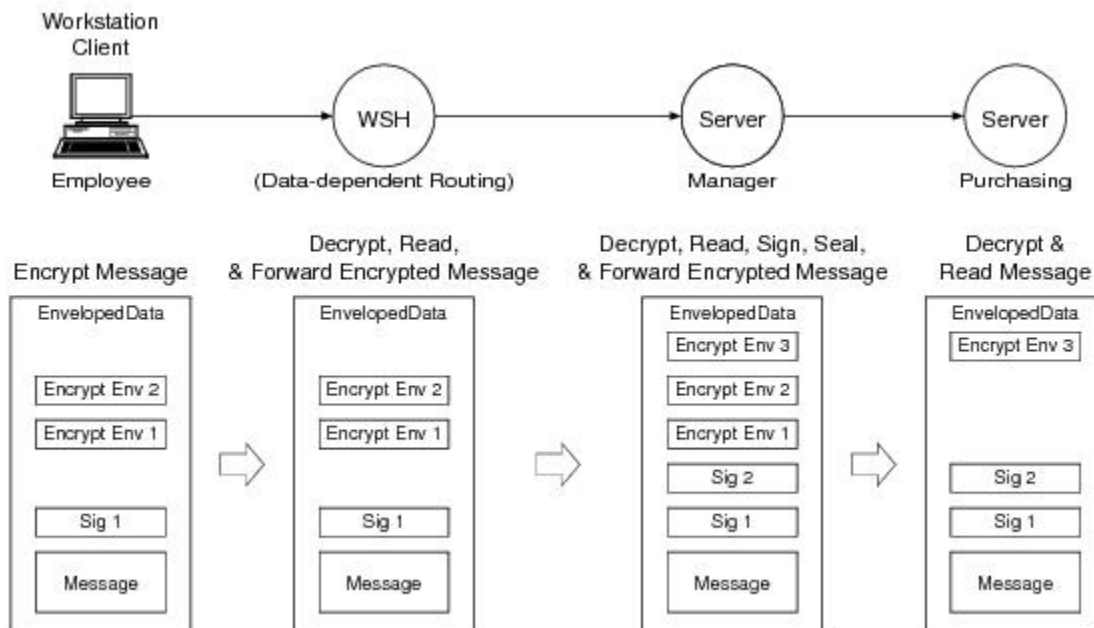 Workstation
Client
WSH
Server
Server
Employee
(Data-dependent Routing)
Manager
Purchasing
Encrypt Message
Decrypt, Read,
& Forward Encrypted Message
Decrypt, Read, Sign, Seal,
& Forward Encrypted Message
Decrypt &
Read Message
EnvelopedData
Encrypt Env 2
Encrypt Env 1
Sig 1
Message
EnvelopedData
Encrypt Env 2
Encrypt Env 1
Sig 1
Message
EnvelopedData
Encrypt Env 3
Encrypt Env 2
Encrypt Env 1
Sig 2
Sig 1
Message
EnvelopedData
Encrypt Env 3
Sig 2
Sig 1
Message